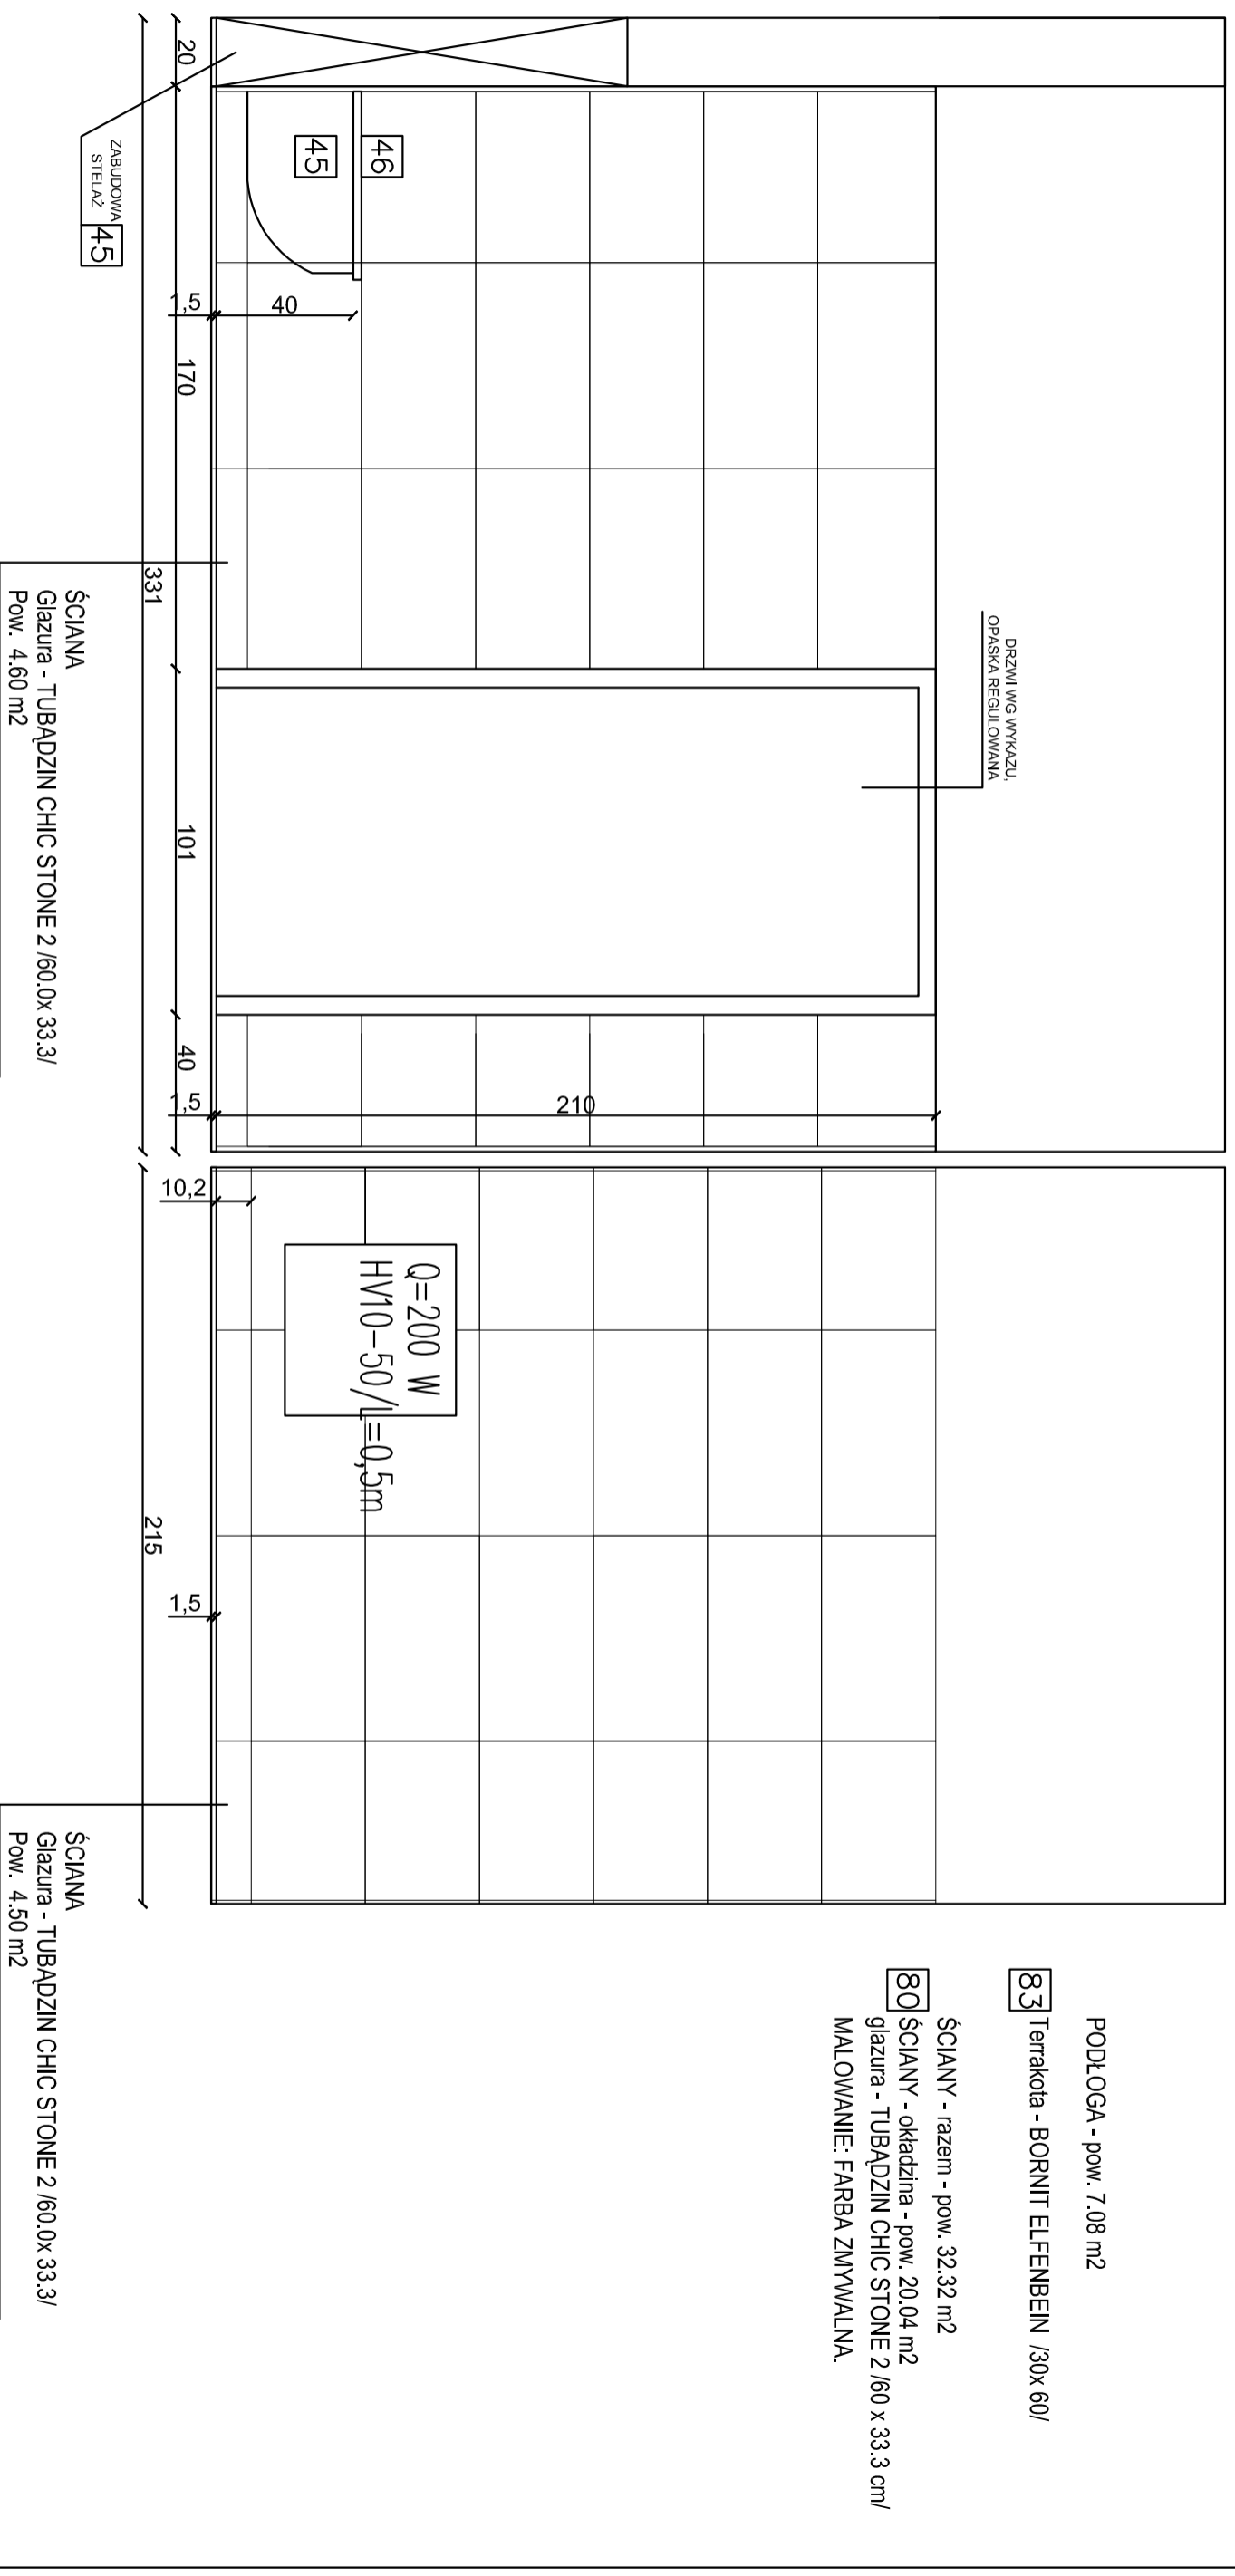 DRZWI WG WYKAZU,
OPASKA REGULOWANA
46
45
40
1,5
20
170
101
40
331
210
1,5
ZABUDOWA
STELAŻ
45
ŚCIANA
Glazura - TUBĄDZIN CHIC STONE 2 /60.0x 33.3/
Pow. 4.60 m2
Q=200 W
HV10-50/L=0,5m
10,2
1,5
215
ŚCIANA
Glazura - TUBĄDZIN CHIC STONE 2 /60.0x 33.3/
Pow. 4.50 m2
PODŁOGA - pow. 7.08 m2
83 Terrakota - BORNIT ELFENBEIN /30x 60/
ŚCIANY - razem - pow. 32.32 m2
80 ŚCIANY - okładzina - pow. 20.04 m2
glazura - TUBĄDZIN CHIC STONE 2 /60 x 33.3 cm/
MALOWANIE: FARBA ZMYWALNA.